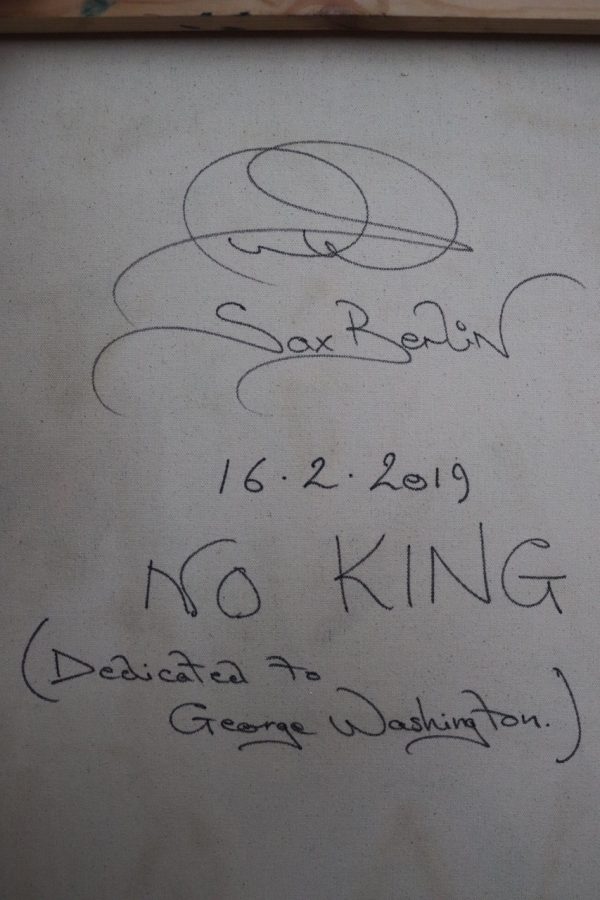 Sax Berlin
16.2.2019
NO KING
(Dedicated to
George Washington.)